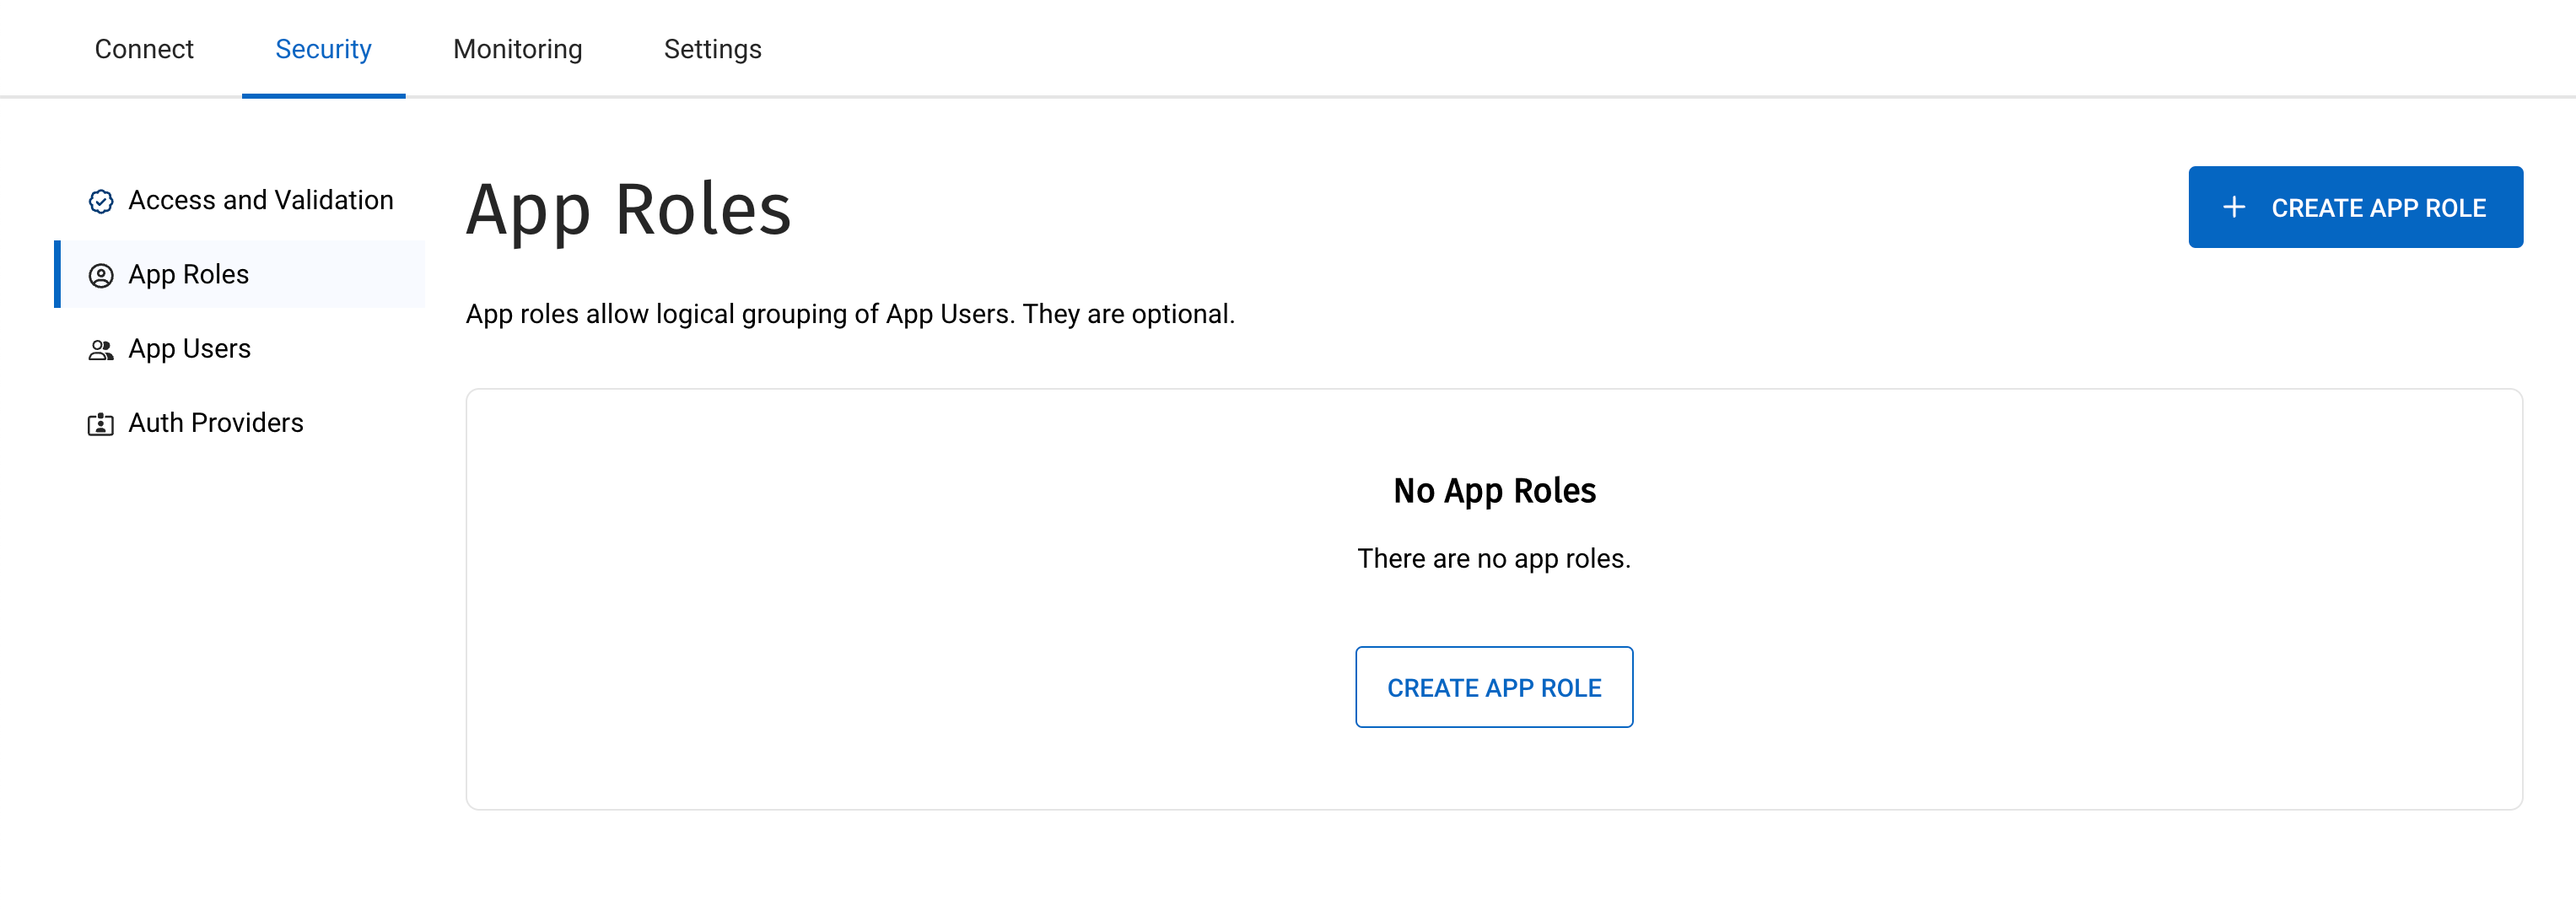 Connect Security Monitoring Settings
Access and Validation
App Roles
App Users
Auth Providers
App Roles
CREATE APP ROLE
App roles allow logical grouping of App Users. They are optional.
No App Roles
There are no app roles.
CREATE APP ROLE